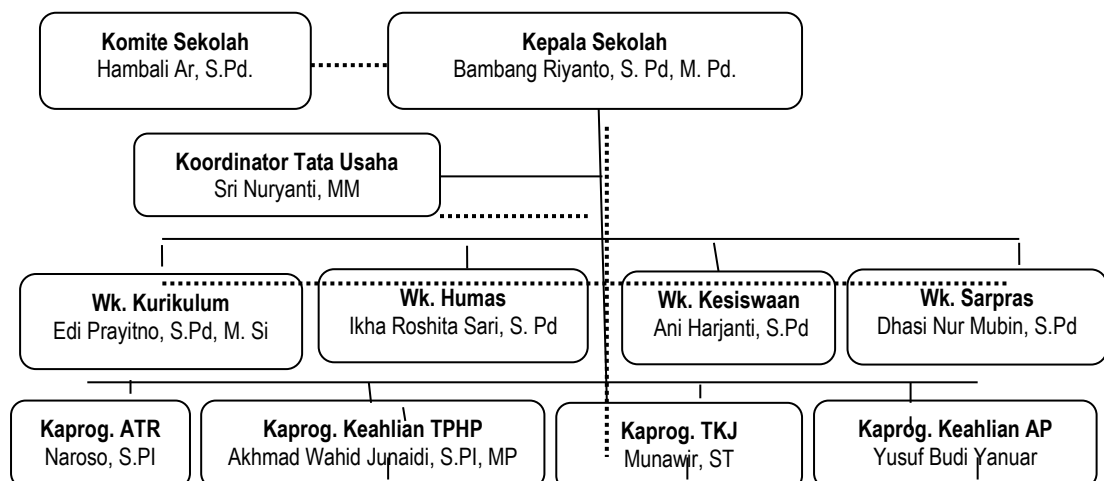 Komite Sekolah
Hambali Ar, S.Pd.
Kepala Sekolah
Bambang Riyanto, S. Pd, M. Pd.
Koordinator Tata Usaha
Sri Nuryanti, MM
Wk. Kurikulum
Edi Prayitno, S.Pd, M. Si
Wk. Humas
Ikha Roshita Sari, S. Pd
Wk. Kesiswaan
Ani Harjanti, S.Pd
Wk. Sarpras
Dhasi Nur Mubin, S.Pd
Kaprog. ATR
Naroso, S.PI
Kaprog. Keahlian TPHP
Akhmad Wahid Junaidi, S.PI, MP
Kaprog. TKJ
Munawir, ST
Kaprog. Keahlian AP
Yusuf Budi Yanuar